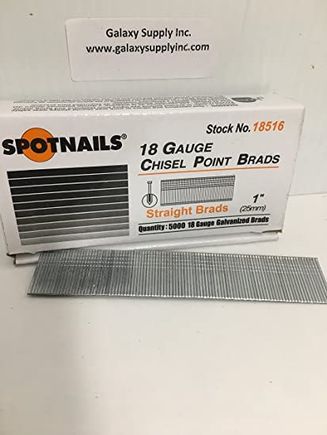 Galaxy Supply Inc.
www.galaxysupplyinc.com
Stock No. 18516
SPOTNAILS®
18 GAUGE
CHISEL POINT BRADS
Straight Brads
1"
(25mm)
Quantity : 5000 18 Gauge Galvanized Brads